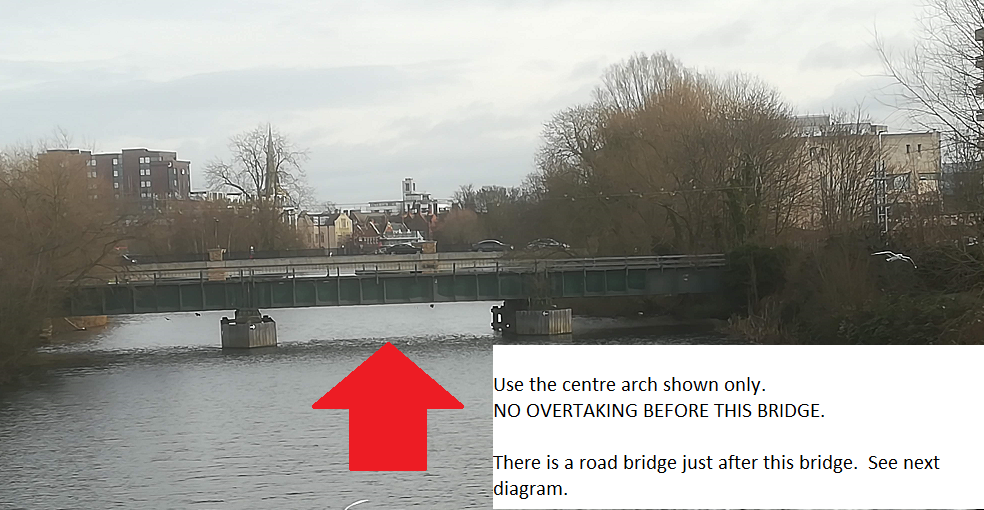 Use the centre arch shown only.
NO OVERTAKING BEFORE THIS BRIDGE.
There is a road bridge just after this bridge.  See next
diagram.